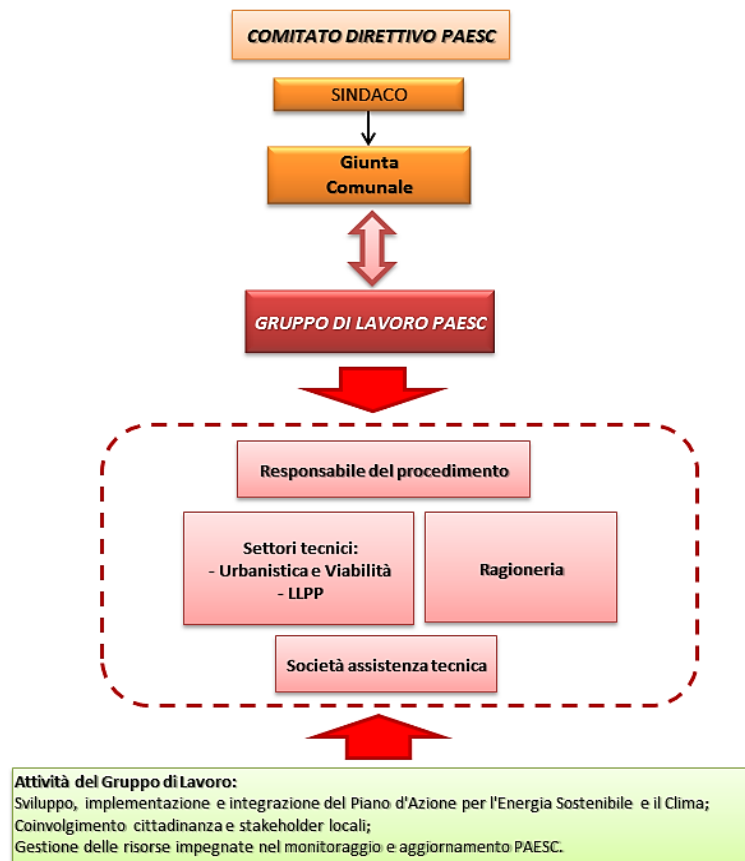 COMITATO DIRETTIVO PAESC
SINDACO
Giunta
Comunale
GRUPPO DI LAVORO PAESC
Responsabile del procedimento
Settori tecnici:
- Urbanistica e Viabilità
- LLPP
Ragioneria
Società assistenza tecnica
Attività del Gruppo di Lavoro:
Sviluppo, implementazione e integrazione del Piano d'Azione per l'Energia Sostenibile e il Clima;
Coinvolgimento cittadinanza e stakeholder locali;
Gestione delle risorse impegnate nel monitoraggio e aggiornamento PAESC.